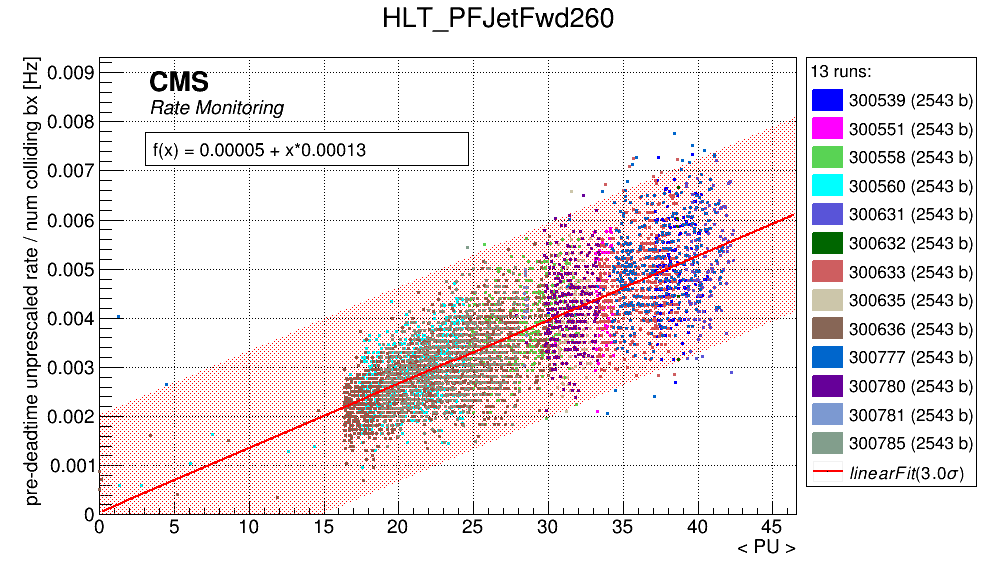 HLT_PFJetFwd260
pre-deadtime unprescaled rate / num colliding bx [Hz]
0.009
0.008
0.007
0.006
0.005
0.004
0.003
0.002
0.001
0
CMS
Rate Monitoring
f(x) = 0.00005 + x*0.00013
0 5 10 15 20 25 30 35 40 45
< PU >
13 runs:
300539 (2543 b)
300551 (2543 b)
300558 (2543 b)
300560 (2543 b)
300631 (2543 b)
300632 (2543 b)
300633 (2543 b)
300635 (2543 b)
300636 (2543 b)
300777 (2543 b)
300780 (2543 b)
300781 (2543 b)
300785 (2543 b)
linearFit(3.0σ)